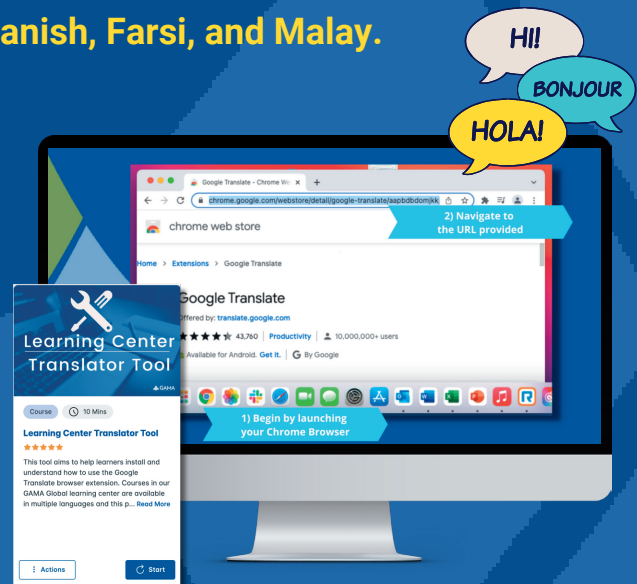 anish, Farsi, and Malay.
HI!
BONJOUR
HOLA!
Google Translate - Chrome We
chrome.google.com/webstore/detail/google-translate/aapbdbdomjkk
chrome web store
2) Navigate to
the URL provided
Home > Extensions > Google Translate
Google Translate
Offered by: translate.google.com
43,760 | Productivity | 10,000,000+ users
Available for Android. Get it. | G By Google
1) Begin by launching
your Chrome Browser
Learning Center
Translator Tool
GAMA
Course
10 Mins
Learning Center Translator Tool
This tool aims to help learners install and
understand how to use the Google
Translate browser extension. Courses in our
GAMA Global learning center are available
in multiple languages and this p... Read More
Actions
Start